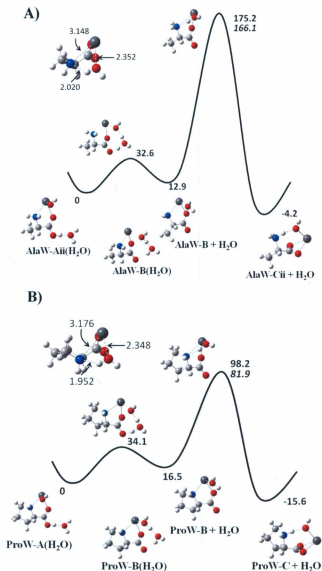 A)
175.2
166.1
3.148
2.352
2.020
32.6
0
12.9
-4.2
AlaW-Aii(H2O)
AlaW-B + H2O
AlaW-Cii + H2O
AlaW-B(H2O)
B)
3.176
2.348
1.952
98.2
81.9
34.1
0
16.5
-15.6
ProW-B + H2O
ProW-A(H2O)
ProW-B(H2O)
ProW-C + H2O